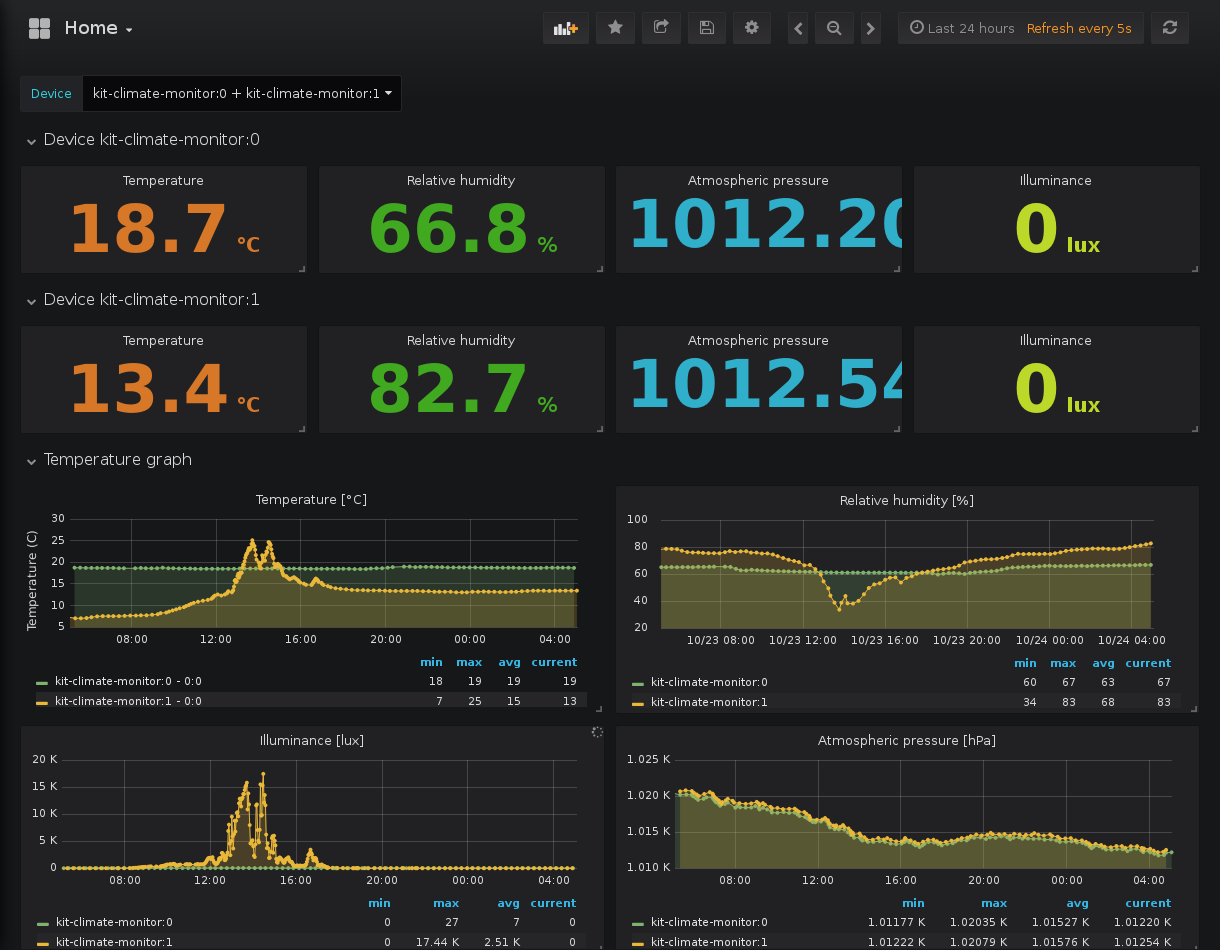 Home
Last 24 hours Refresh every 5s
Device kit-climate-monitor:0 + kit-climate-monitor:1
Device kit-climate-monitor:0
Temperature Relative humidity Atmospheric pressure Illuminance
18.7 °C 66.8 % 1012.20 0 lux
Device kit-climate-monitor:1
Temperature Relative humidity Atmospheric pressure Illuminance
13.4 °C 82.7 % 1012.54 0 lux
Temperature graph
Temperature [°C]
Temperature (C)
30
25
20
15
10
5
08:00 12:00 16:00 20:00 00:00 04:00
min max avg current
kit-climate-monitor:0 - 0:0 18 19 19 19
kit-climate-monitor:1 - 0:0 7 25 15 13
Relative humidity [%]
100
80
60
40
20
10/23 08:00 10/23 12:00 10/23 16:00 10/23 20:00 10/24 00:00 10/24 04:00
min max avg current
kit-climate-monitor:0 60 67 63 67
kit-climate-monitor:1 34 83 68 83
Illuminance [lux]
20 K
15 K
10 K
5 K
0
08:00 12:00 16:00 20:00 00:00 04:00
min max avg current
kit-climate-monitor:0 0 27 7 0
kit-climate-monitor:1 0 17.44 K 2.51 K 0
Atmospheric pressure [hPa]
1.025 K
1.020 K
1.015 K
1.010 K
08:00 12:00 16:00 20:00 00:00 04:00
min max avg current
kit-climate-monitor:0 1.01177 K 1.02035 K 1.01527 K 1.01220 K
kit-climate-monitor:1 1.01222 K 1.02079 K 1.01576 K 1.01254 K